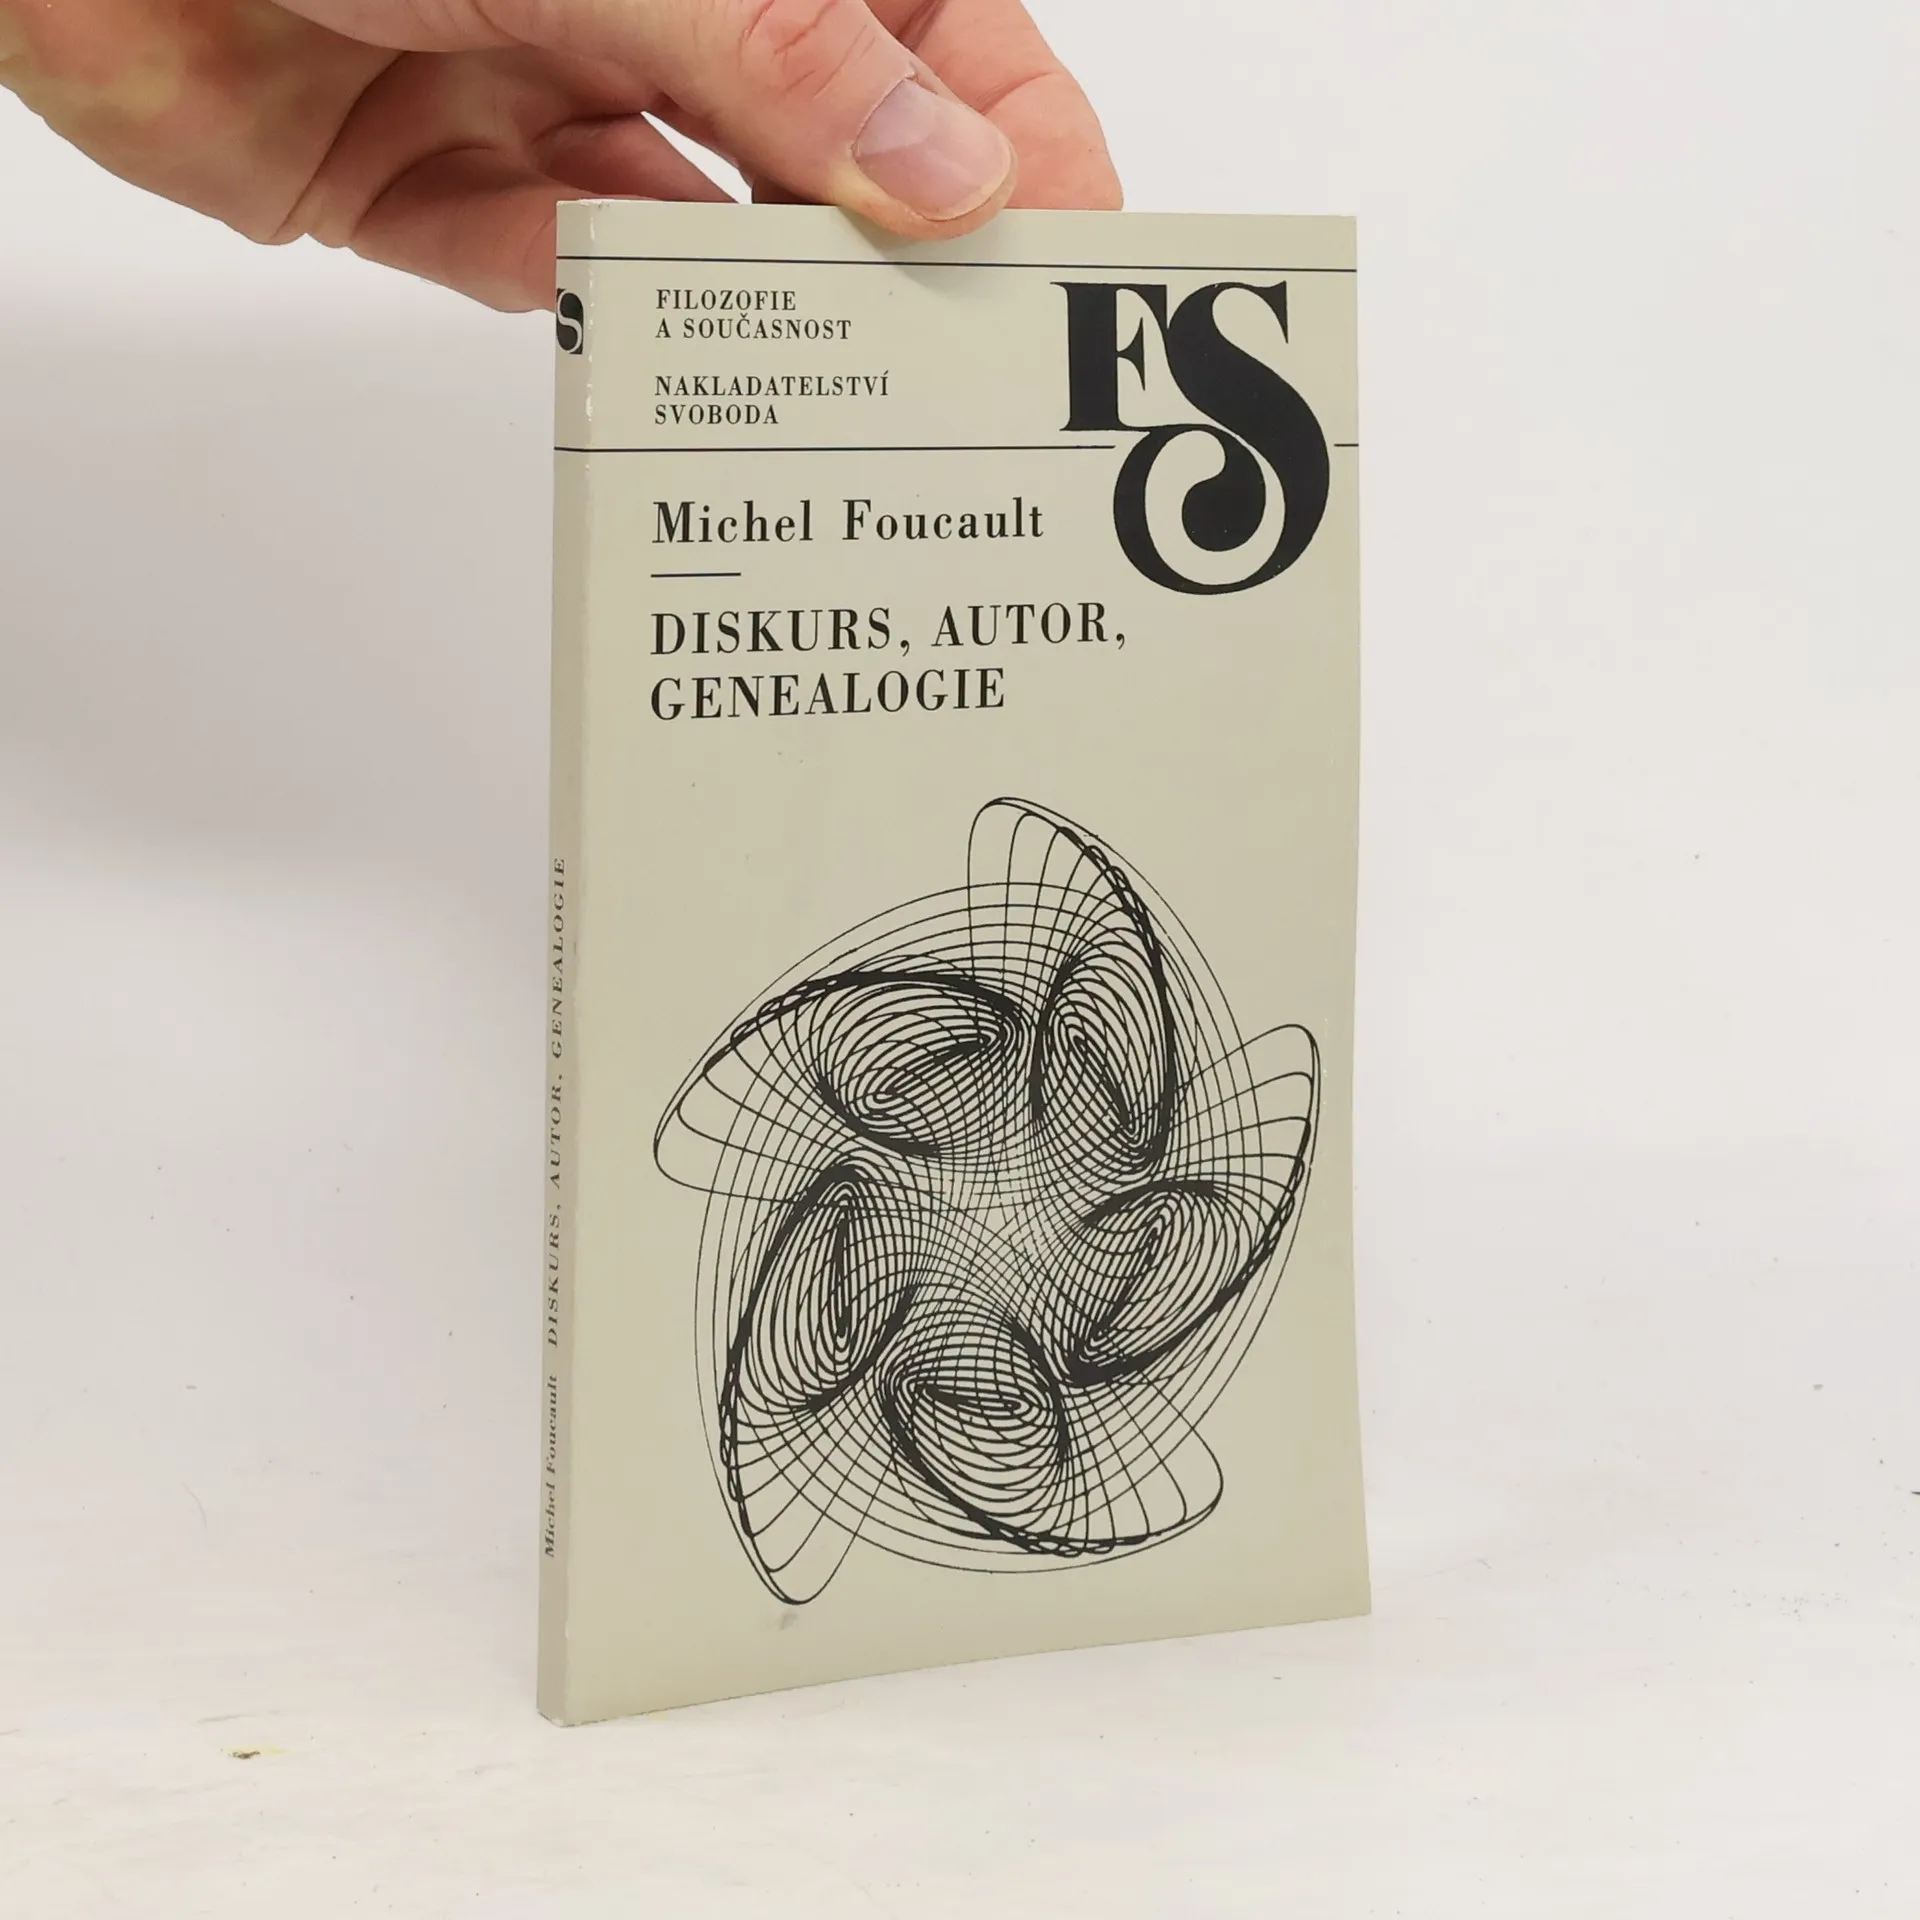 FILOZOFIE
A SOUČASNOST
NAKLADATELSTVÍ
SVOBODA
FS
Michel Foucault
DISKURS, AUTOR,
GENEALOGIE
S
Michel Foucault DISKURS, AUTOR, GENEALOGIE